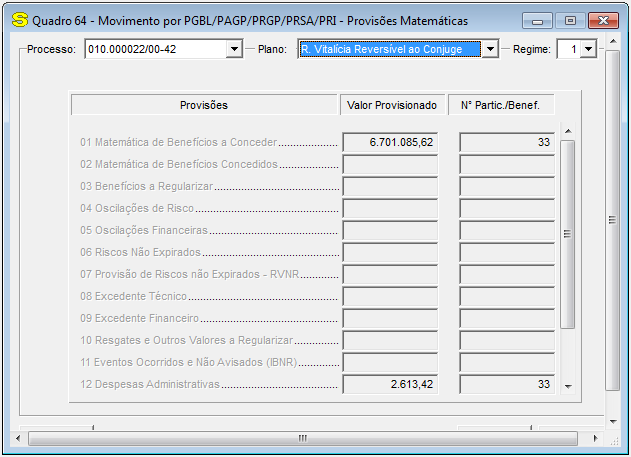 S Quadro 64 - Movimento por PGBL/PAGP/PRGP/PRSA/PRI - Provisões Matemáticas
Processo: 010.000022/00-42 Plano: R. Vitalícia Reversível ao Conjuge Regime: 1
Provisões Valor Provisionado N° Partic./Benef.
01 Matemática de Benefícios a Conceder 6.701.085,62 33
02 Matemática de Benefícios Concedidos
03 Benefícios a Regularizar
04 Oscilações de Risco
05 Oscilações Financeiras
06 Riscos Não Expirados
07 Provisão de Riscos não Expirados - RVNR
08 Excedente Técnico
09 Excedente Financeiro
10 Resgates e Outros Valores a Regularizar
11 Eventos Ocorridos e Não Avisados (IBNR)
12 Despesas Administrativas 2.613,42 33